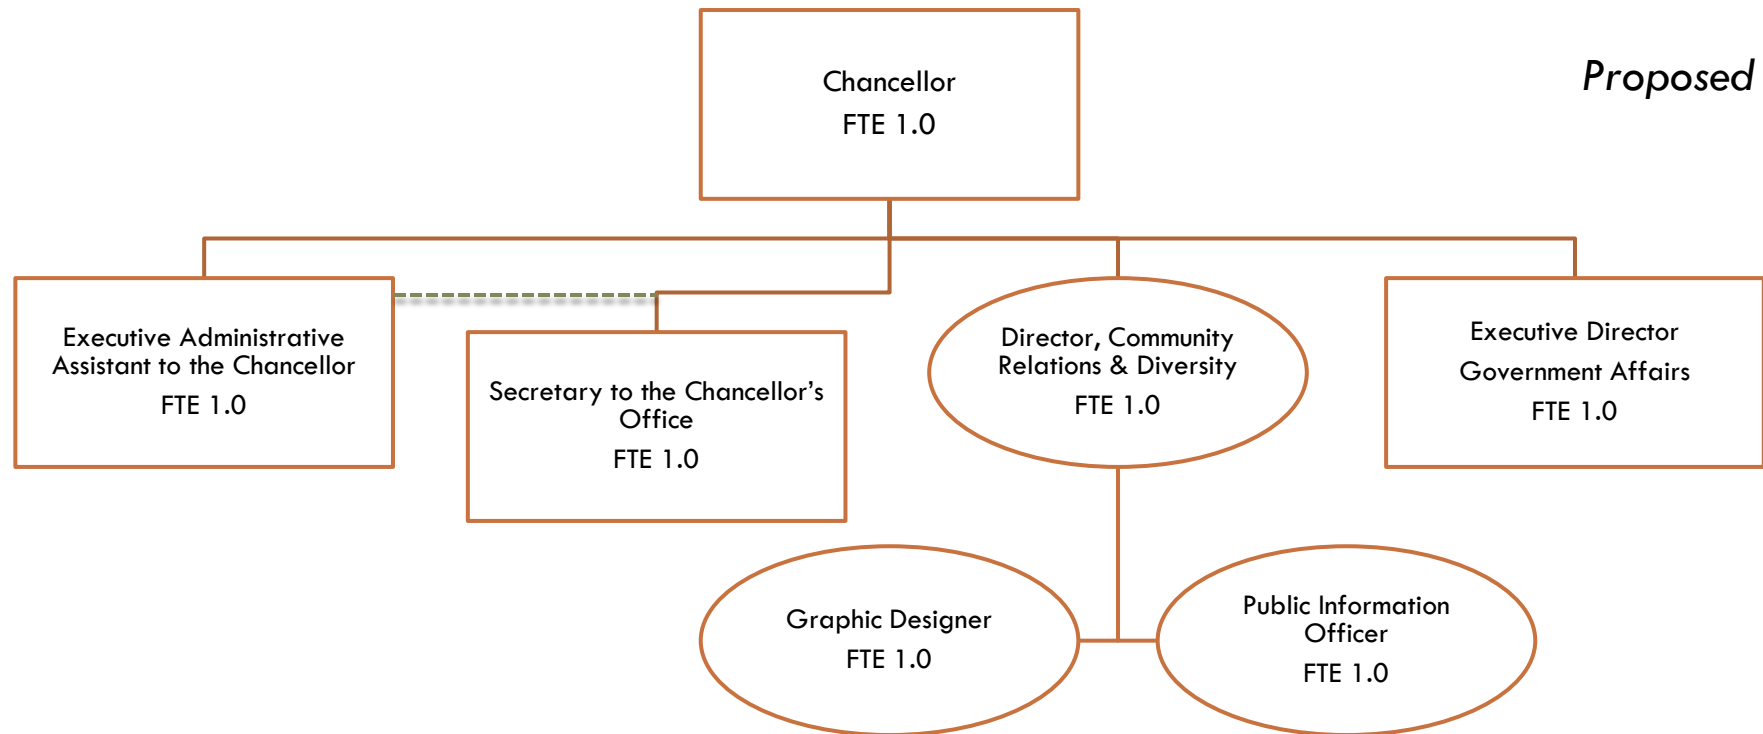 Proposed
Chancellor
FTE 1.0
Executive Administrative
Assistant to the Chancellor
FTE 1.0
Secretary to the Chancellor’s
Office
FTE 1.0
Director, Community
Relations & Diversity
FTE 1.0
Executive Director
Government Affairs
FTE 1.0
Graphic Designer
FTE 1.0
Public Information
Officer
FTE 1.0